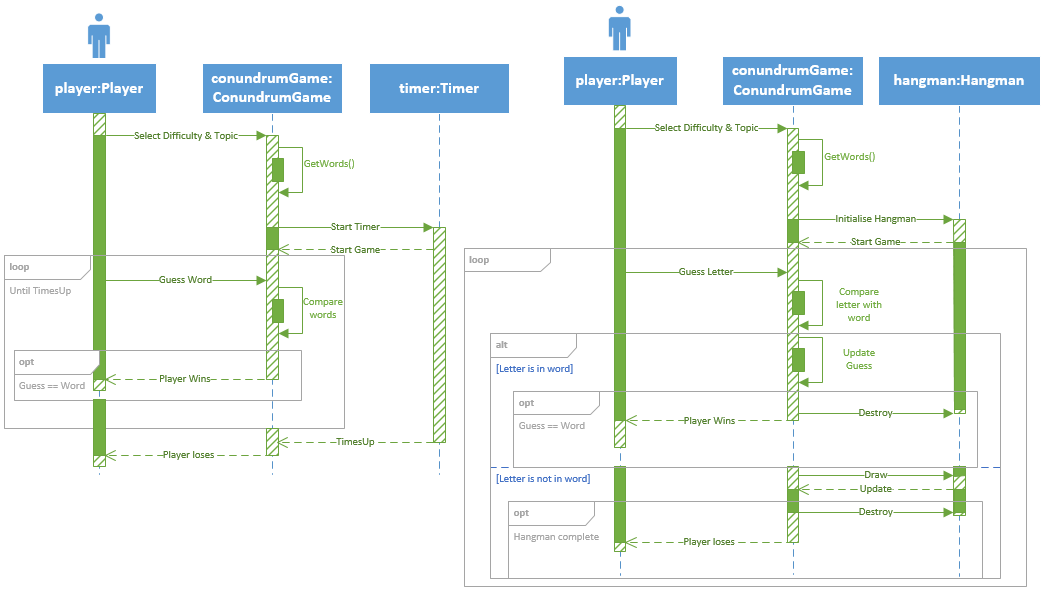 player:Player
conundrumGame:
ConundrumGame
timer:Timer
Select Difficulty & Topic
GetWords()
Start Timer
Start Game
loop
Until TimesUp
Guess Word
Compare
words
opt
Guess == Word
Player Wins
TimesUp
Player loses
player:Player
conundrumGame:
ConundrumGame
hangman:Hangman
Select Difficulty & Topic
GetWords()
Initialise Hangman
Start Game
loop
Guess Letter
Compare
letter with
word
alt
[Letter is in word]
Update
Guess
opt
Guess == Word
Destroy
Player Wins
[Letter is not in word]
Draw
Update
Destroy
opt
Hangman complete
Player loses